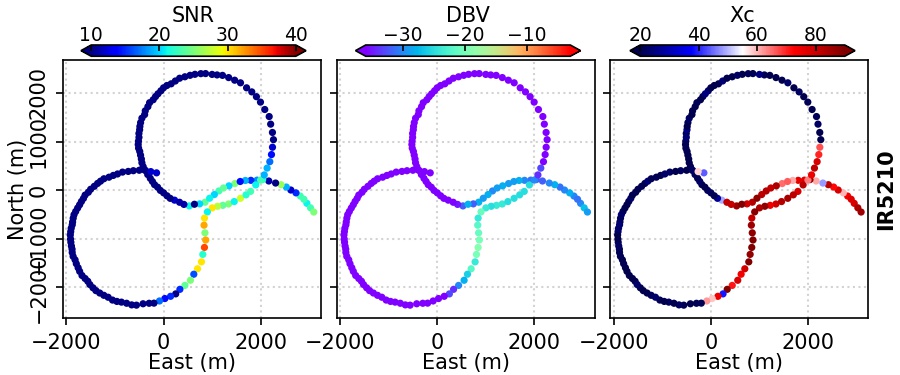 SNR DBV Xc
10 20 30 40 −30 −20 −10 20 40 60 80
2000
1000
0
−1000
−2000
North (m)
IR5210
−2000 0 2000 −2000 0 2000 −2000 0 2000
East (m) East (m) East (m)